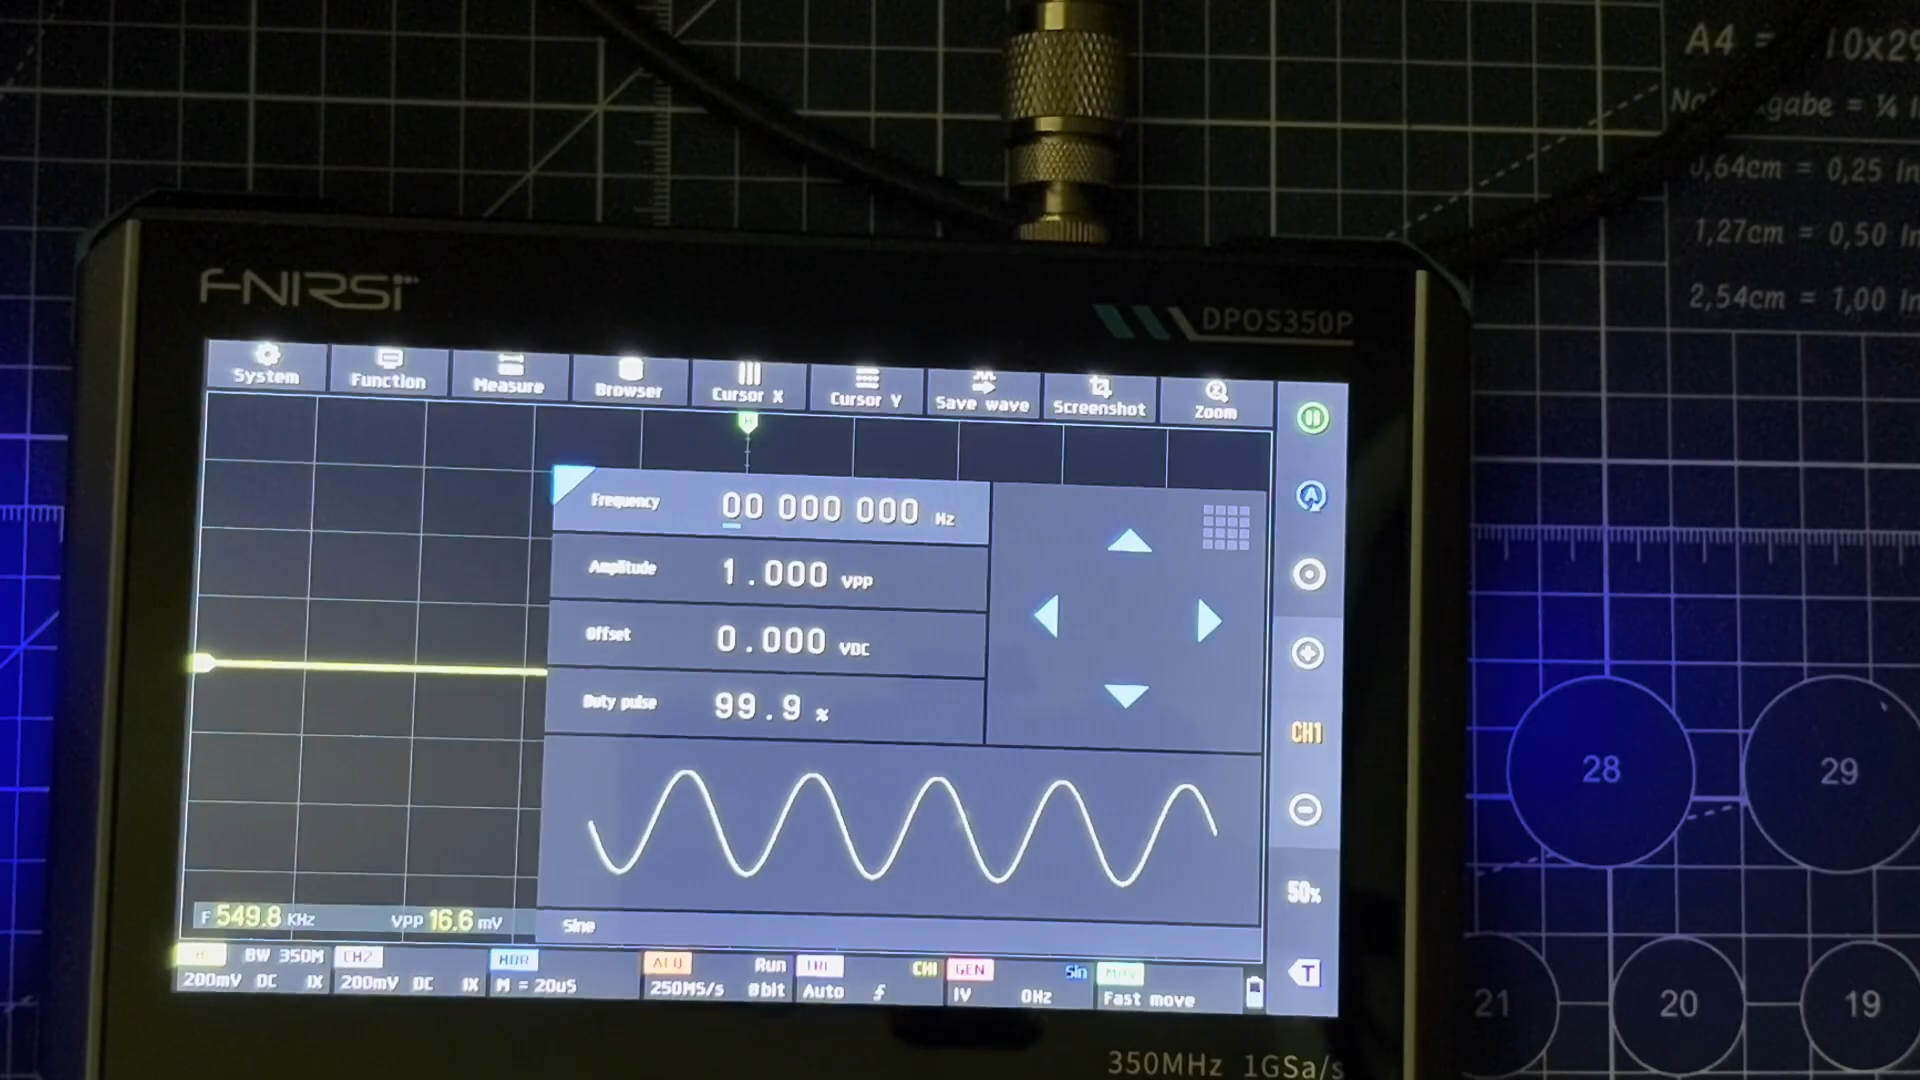 A4 = 10x29
= ¼ I
0,64cm = 0,25 In
1,27cm = 0,50 In
2,54cm = 1,00 In
FNIRSI
DPOS350P
System Function Measure Browser Cursor X Cursor Y Save wave Screenshot Zoom
Frequency 00 000 000 Hz
Amplitude 1.000 VPP
Offset 0.000 VDC
Duty pulse 99.9 %
CH1
50%
F 549.8 KHz VPP 16.6 mV
Sine
BW 350M CH2 HOR Run CH1 GEN Sin
200mV DC 1X 200mV DC 1X M = 20uS 250MS/s 8bit Auto 1V 0Hz Fast move
T
350MHz 1GSa/s
28 29
21 20 19